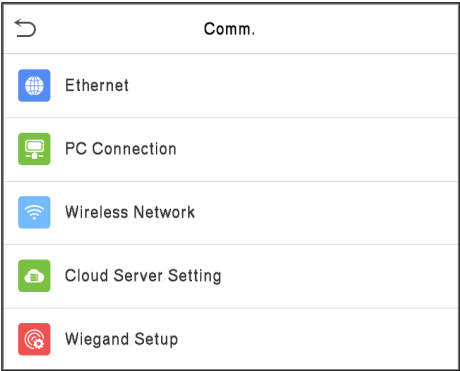 Comm.
Ethernet
PC Connection
Wireless Network
Cloud Server Setting
Wiegand Setup